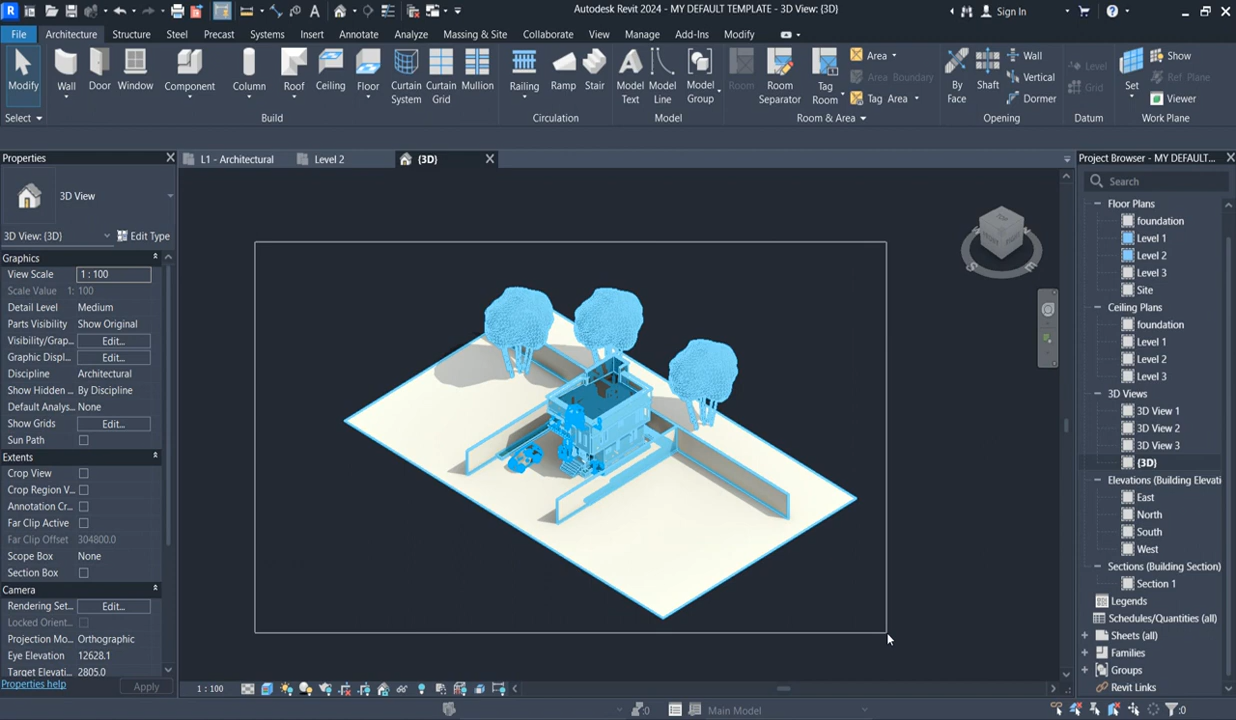 Autodesk Revit 2024 - MY DEFAULT TEMPLATE - 3D View: {3D}
Sign In
File Architecture Structure Steel Precast Systems Insert Annotate Analyze Massing & Site Collaborate View Manage Add-Ins Modify
Modify
Wall
Door
Window
Component
Column
Roof
Ceiling
Floor
Curtain System
Curtain Grid
Mullion
Railing
Ramp
Stair
Model Text
Model Line
Model Group
Room
Room Separator
Tag Room
Area
Area Boundary
Tag Area
By Face
Shaft
Wall
Vertical
Dormer
Level
Grid
Set
Show
Ref Plane
Viewer
Select
Build
Circulation
Model
Room & Area
Opening
Datum
Work Plane
Properties
3D View
3D View: {3D}
Edit Type
Graphics
View Scale 1 : 100
Scale Value 1: 100
Detail Level Medium
Parts Visibility Show Original
Visibility/Grap... Edit...
Graphic Displ... Edit...
Discipline Architectural
Show Hidden ... By Discipline
Default Analys... None
Show Grids Edit...
Sun Path
Extents
Crop View
Crop Region V...
Annotation Cr...
Far Clip Active
Far Clip Offset 304800.0
Scope Box None
Section Box
Camera
Rendering Set... Edit...
Locked Orient...
Projection Mo... Orthographic
Eye Elevation 12628.1
Target Elevati... 2805.0
Properties help
Apply
L1 - Architectural
Level 2
{3D}
S
E
1 : 100
Project Browser - MY DEFAULT...
Search
Floor Plans
foundation
Level 1
Level 2
Level 3
Site
Ceiling Plans
foundation
Level 1
Level 2
Level 3
3D Views
3D View 1
3D View 2
3D View 3
{3D}
Elevations (Building Elevati
East
North
South
West
Sections (Building Section)
Section 1
Legends
Schedules/Quantities (all)
Sheets (all)
Families
Groups
Revit Links
:0
Main Model
:0